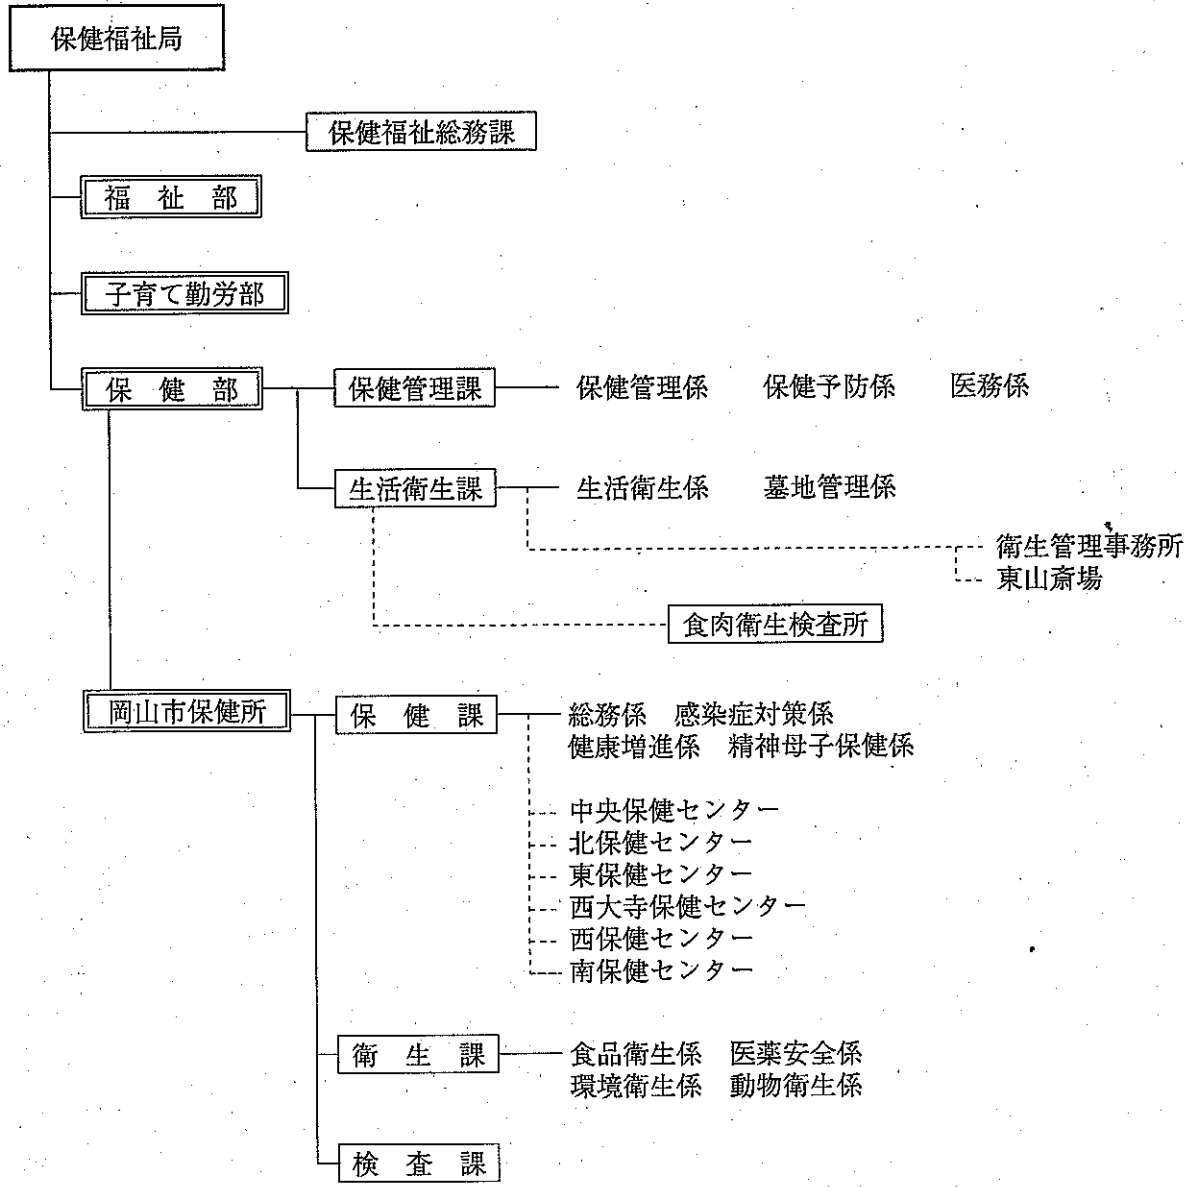 保健福祉局
保健福祉総務課
福祉部
子育て勤労部
保健部
保健管理課
保健管理係 保健予防係 医務係
生活衛生課
生活衛生係 墓地管理係
衛生管理事務所
東山斎場
食肉衛生検査所
岡山市保健所
保健課
総務係 感染症対策係
健康増進係 精神母子保健係
中央保健センター
北保健センター
東保健センター
西大寺保健センター
西保健センター
南保健センター
衛生課
食品衛生係 医薬安全係
環境衛生係 動物衛生係
検査課